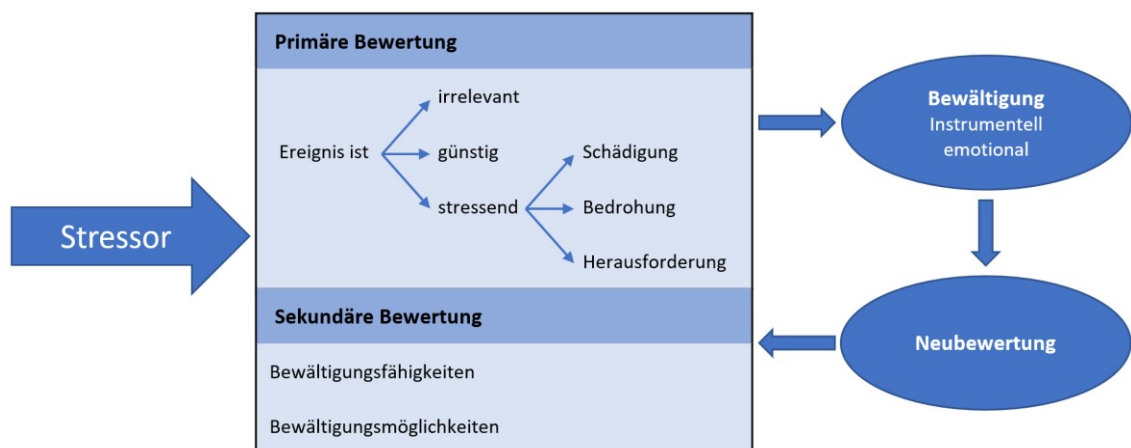 Stressor
Primäre Bewertung
irrelevant
Ereignis ist
günstig
stressend
Schädigung
Bedrohung
Herausforderung
Sekundäre Bewertung
Bewältigungsfähigkeiten
Bewältigungsmöglichkeiten
Bewältigung
Instrumentell
emotional
Neubewertung